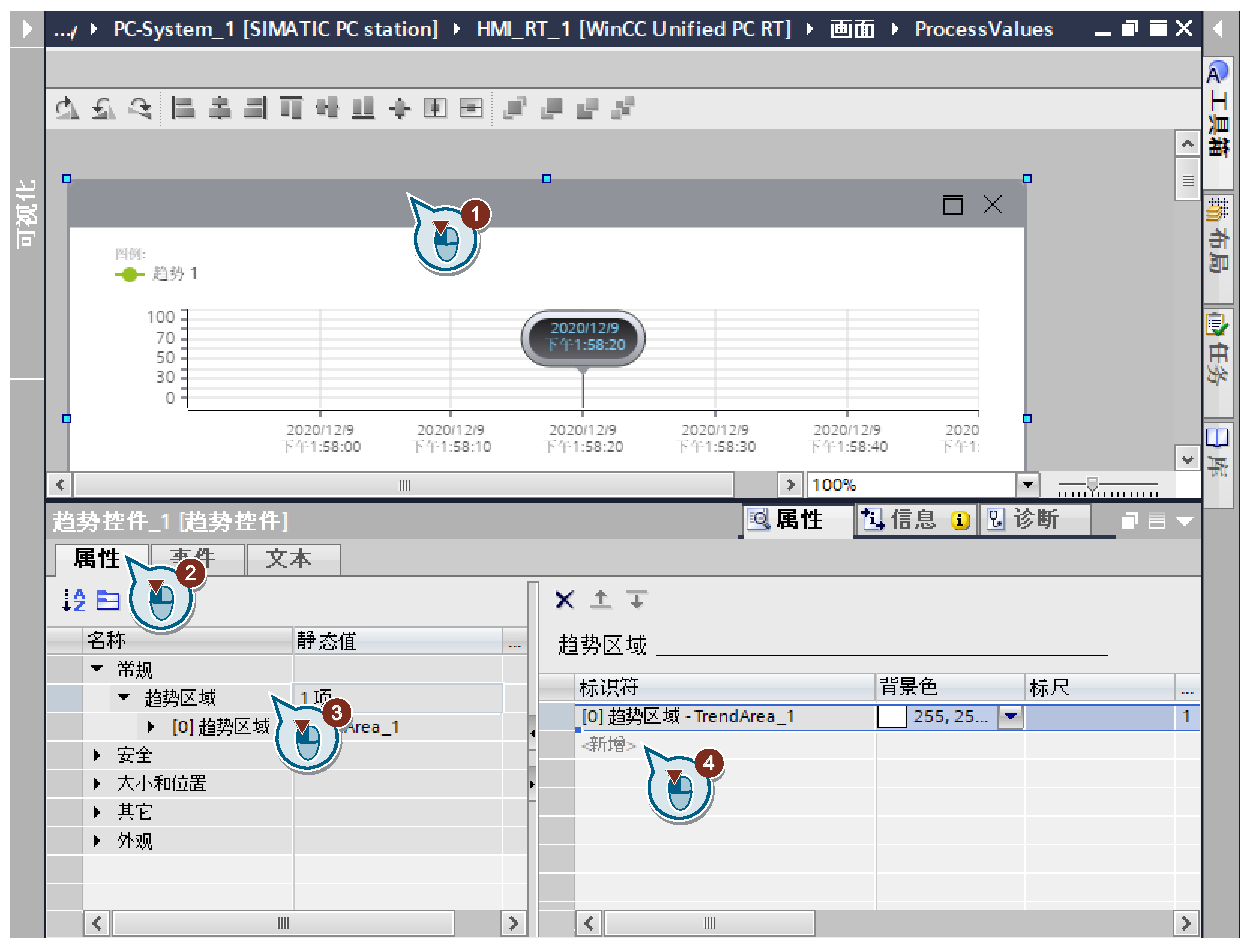 .../ ▸ PC-System_1 [SIMATIC PC station] ▸ HMI_RT_1 [WinCC Unified PC RT] ▸ 画面 ▸ ProcessValues
可视化
工具箱
布局
任务
库
1
图例:
趋势 1
100
70
50
30
0
2020/12/9
下午1:58:20
2020/12/9
下午1:58:00
2020/12/9
下午1:58:10
2020/12/9
下午1:58:20
2020/12/9
下午1:58:30
2020/12/9
下午1:58:40
2020
下午1:
100%
趋势控件_1 [趋势控件]
属性
信息
诊断
属性
事件
文本
2
名称 静态值 ...
常规
趋势区域 1 项
[0] 趋势区域 Area_1
3
安全
大小和位置
其它
外观
趋势区域
标识符 背景色 标尺 ...
[0] 趋势区域 - TrendArea_1 255, 25... 1
<新增>
4